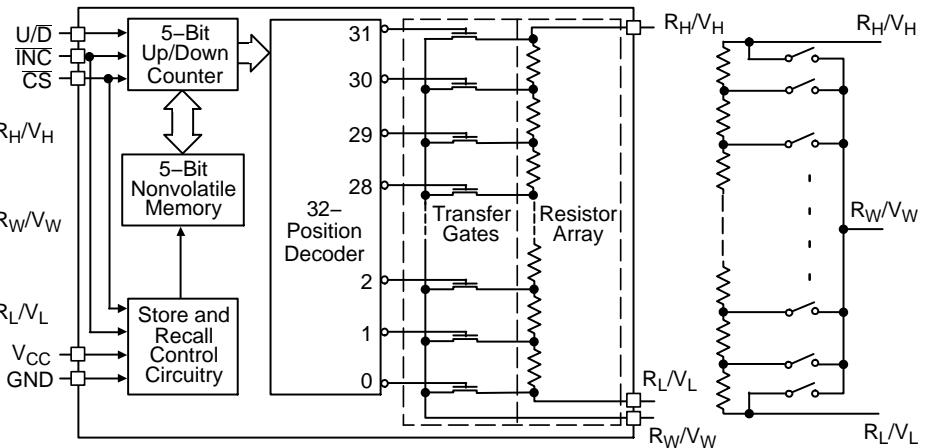 U/D̅
I̅N̅C̅
C̅S̅
RH/VH
RW/VW
RL/VL
VCC
GND
5–Bit
Up/Down
Counter
5–Bit
Nonvolatile
Memory
Store and
Recall
Control
Circuitry
32–
Position
Decoder
31
30
29
28
2
1
0
Transfer
Gates
Resistor
Array
RH/VH
RL/VL
RW/VW
RH/VH
RW/VW
RL/VL